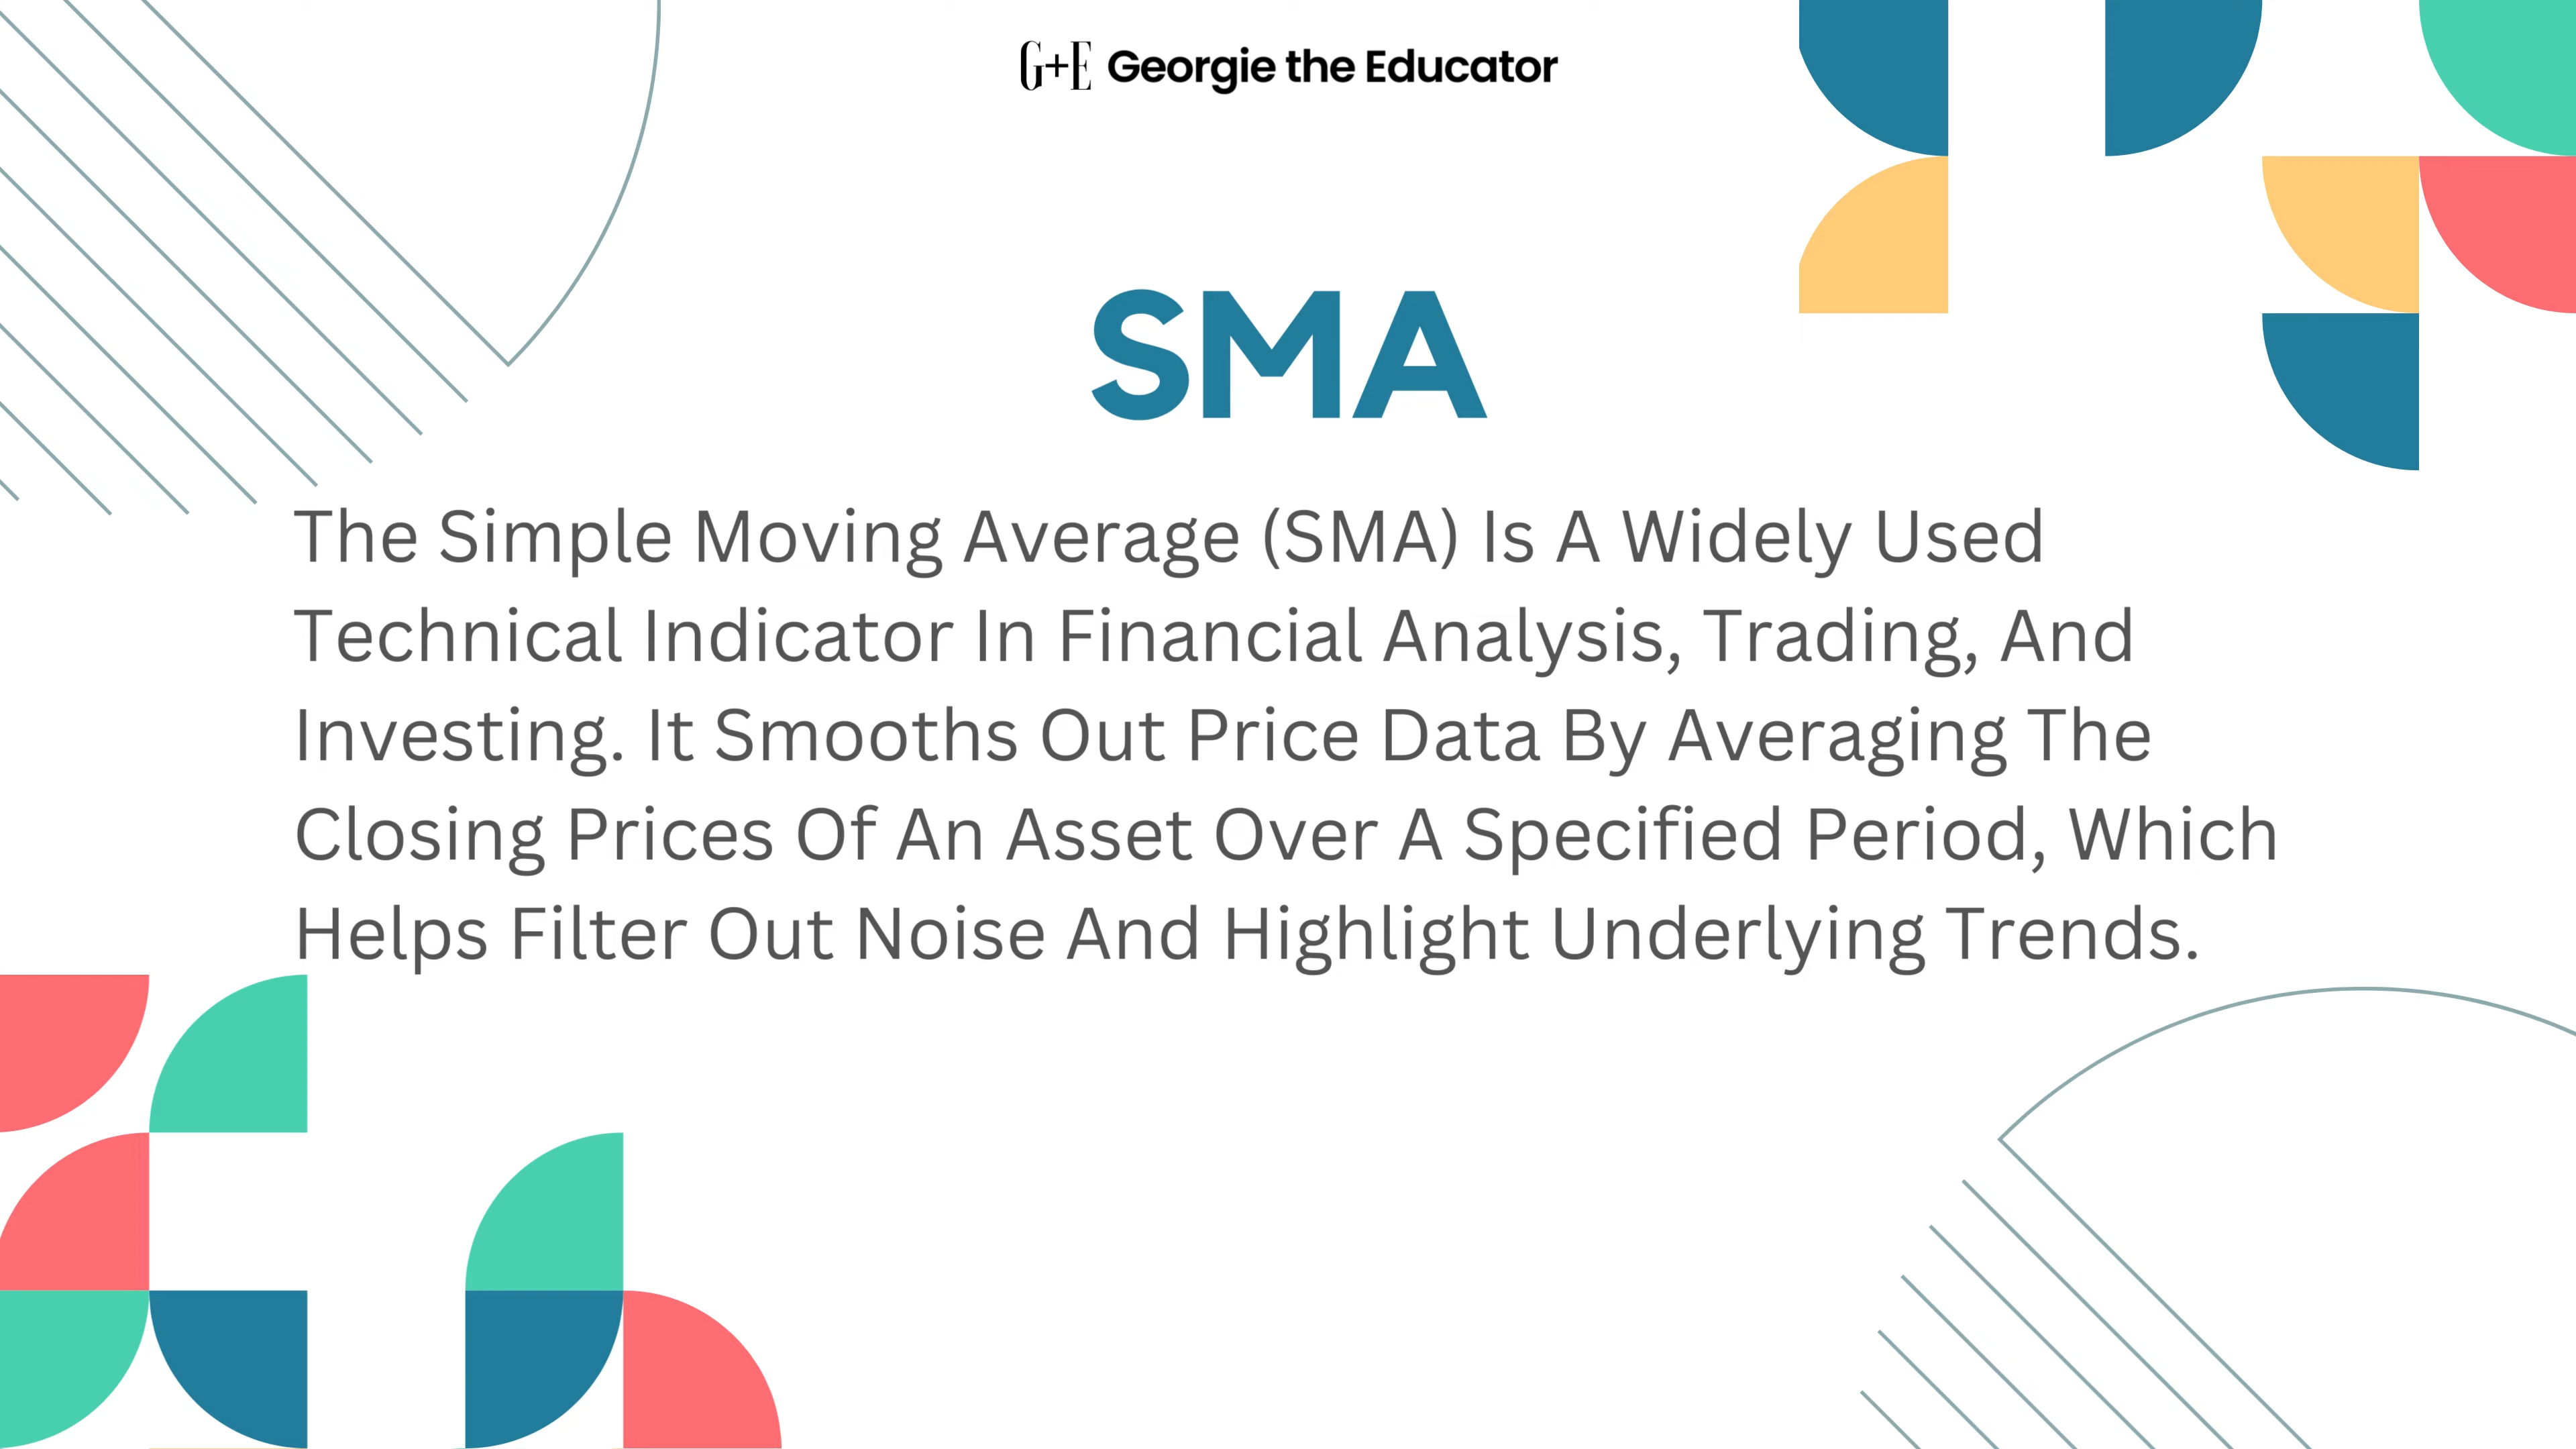 G+E Georgie the Educator
SMA
The Simple Moving Average (SMA) Is A Widely Used
Technical Indicator In Financial Analysis, Trading, And
Investing. It Smooths Out Price Data By Averaging The
Closing Prices Of An Asset Over A Specified Period, Which
Helps Filter Out Noise And Highlight Underlying Trends.